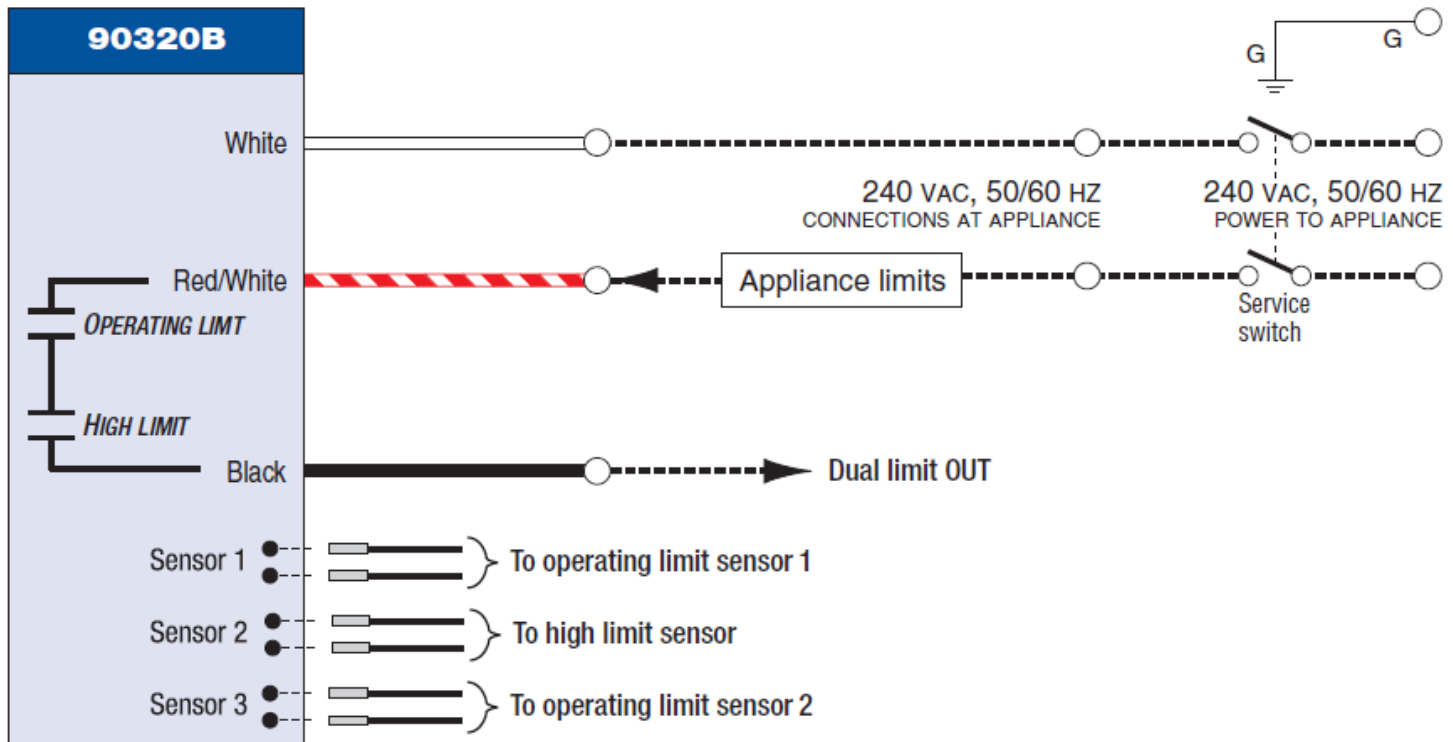 90320B
G
G
White
240 VAC, 50/60 HZ
CONNECTIONS AT APPLIANCE
240 VAC, 50/60 HZ
POWER TO APPLIANCE
Red/White
Appliance limits
Service
switch
OPERATING LIMT
HIGH LIMIT
Black
Dual limit OUT
Sensor 1
To operating limit sensor 1
Sensor 2
To high limit sensor
Sensor 3
To operating limit sensor 2